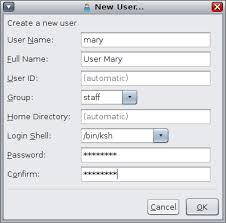 New User...
Create a new user
User Name: mary
Full Name: User Mary
User ID: (automatic)
Group: staff
Home Directory: (automatic)
Login Shell: /bin/ksh
Password: ********
Confirm: ********
Cancel OK